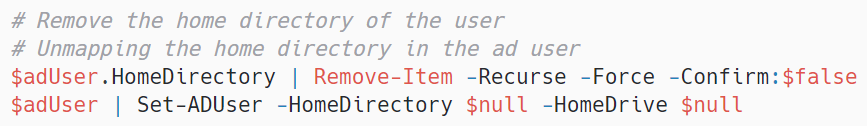 # Remove the home directory of the user
# Unmapping the home directory in the ad user
$adUser.HomeDirectory | Remove-Item -Recurse -Force -Confirm:$false
$adUser | Set-ADUser -HomeDirectory $null -HomeDrive $null